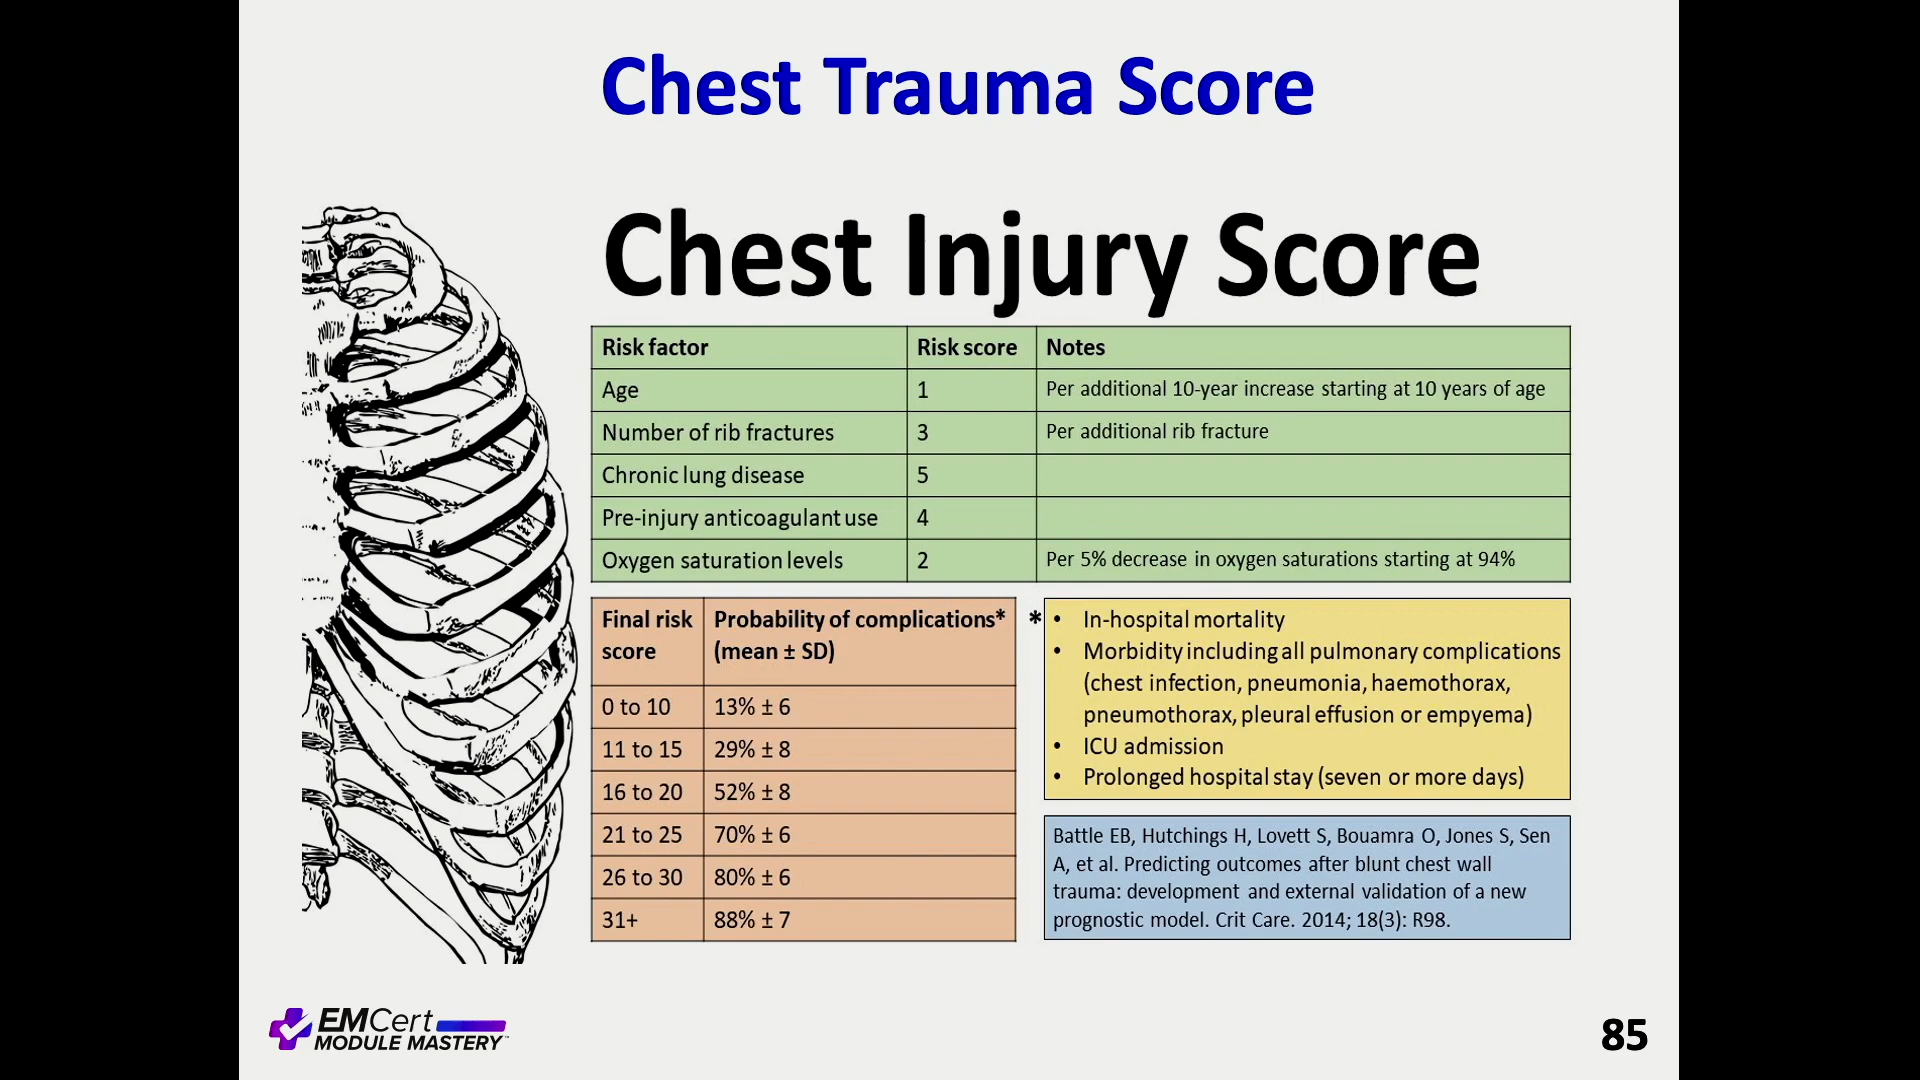 Chest Trauma Score
Chest Injury Score
Risk factor Risk score Notes
Age 1 Per additional 10-year increase starting at 10 years of age
Number of rib fractures 3 Per additional rib fracture
Chronic lung disease 5
Pre-injury anticoagulant use 4
Oxygen saturation levels 2 Per 5% decrease in oxygen saturations starting at 94%
Final risk Probability of complications*
score (mean ± SD)
0 to 10 13% ± 6
11 to 15 29% ± 8
16 to 20 52% ± 8
21 to 25 70% ± 6
26 to 30 80% ± 6
31+ 88% ± 7
* • In-hospital mortality
• Morbidity including all pulmonary complications
(chest infection, pneumonia, haemothorax,
pneumothorax, pleural effusion or empyema)
• ICU admission
• Prolonged hospital stay (seven or more days)
Battle EB, Hutchings H, Lovett S, Bouamra O, Jones S, Sen
A, et al. Predicting outcomes after blunt chest wall
trauma: development and external validation of a new
prognostic model. Crit Care. 2014; 18(3): R98.
EMCert
MODULE MASTERY™
85